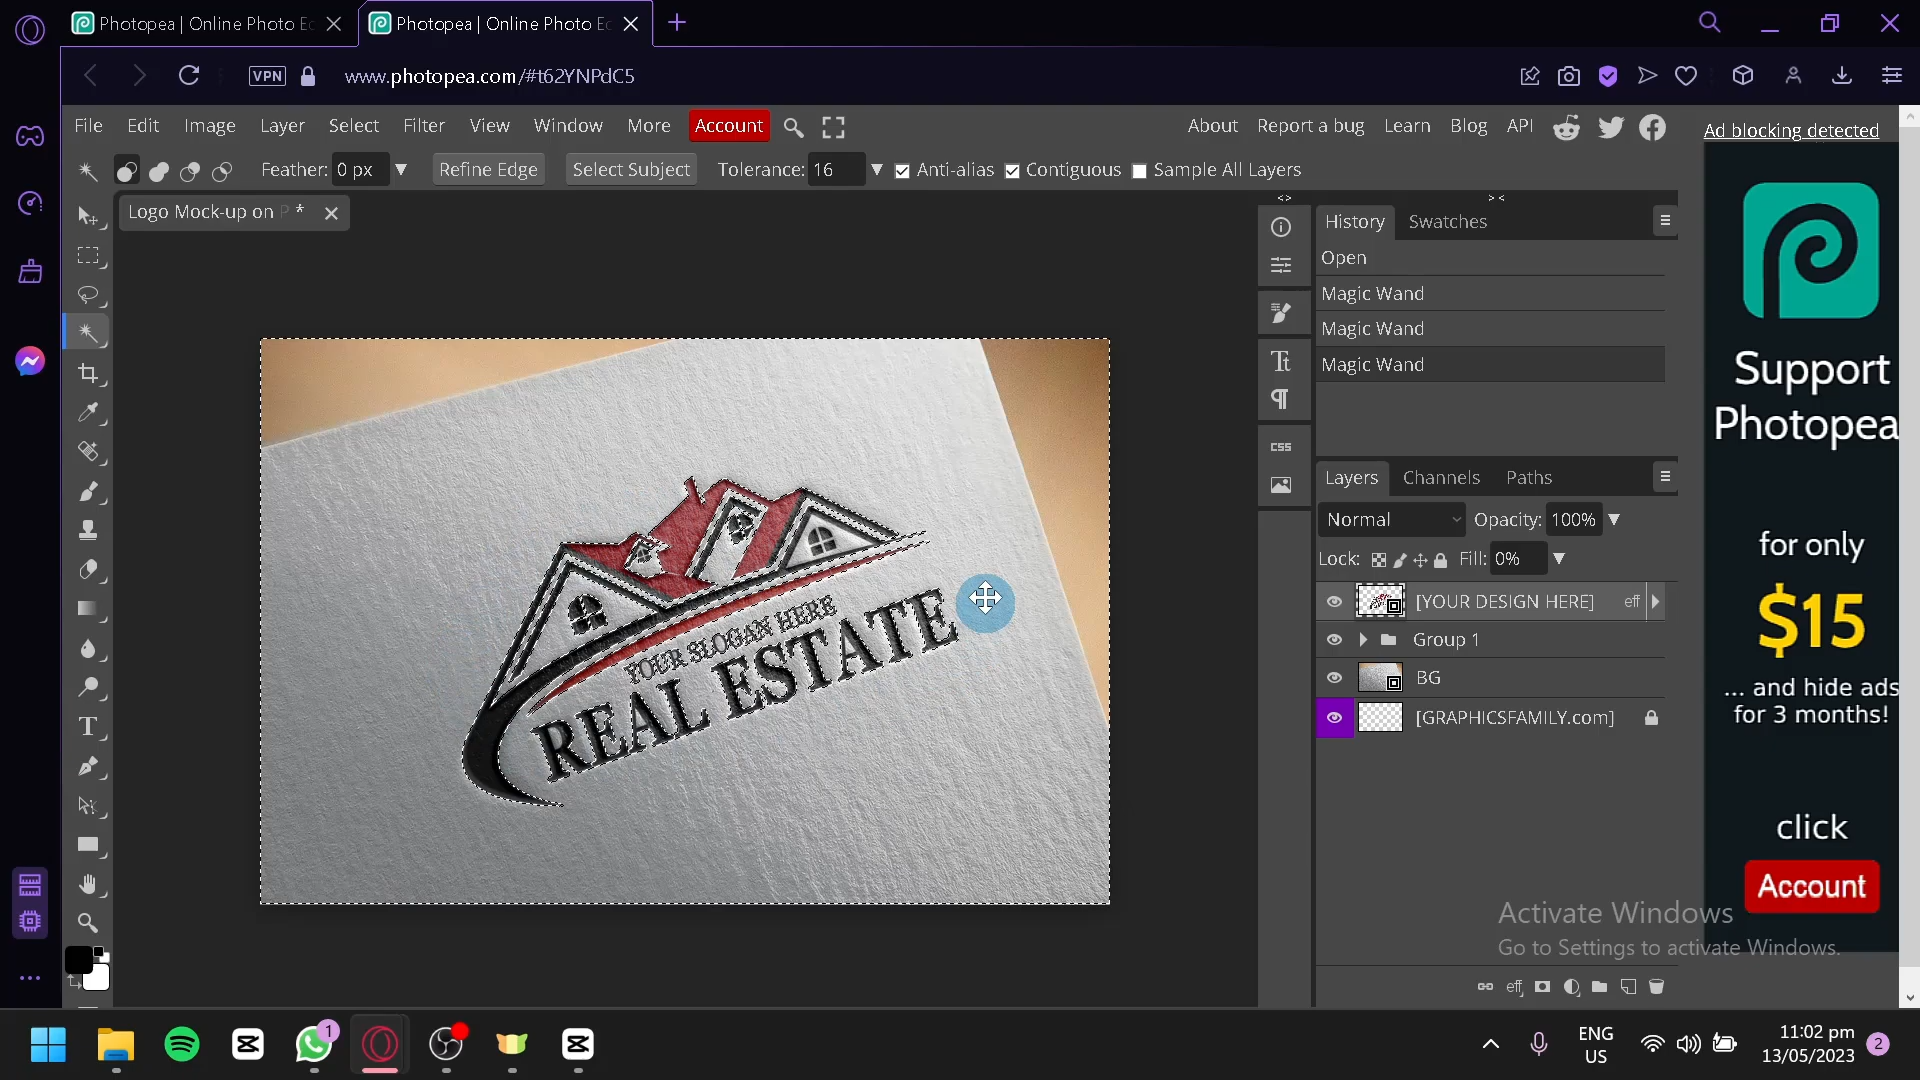 Photopea | Online Photo Ec
Photopea | Online Photo Ec
VPN
www.photopea.com/#t62YNPdC5
File Edit Image Layer Select Filter View Window More Account
About Report a bug Learn Blog API
Ad blocking detected
Feather: 0 px Refine Edge Select Subject Tolerance: 16 Anti-alias Contiguous Sample All Layers
Logo Mock-up on P *
< >
> <
History Swatches
Open
Magic Wand
Magic Wand
Magic Wand
CSS
Layers Channels Paths
Normal Opacity: 100%
Lock: Fill: 0%
[YOUR DESIGN HERE] eff
Group 1
BG
[GRAPHICSFAMILY.com]
eff
YOUR SLOGAN HERE
REAL ESTATE
Support
Photopea
for only
$15
... and hide ads
for 3 months!
click
Account
Activate Windows
Go to Settings to activate Windows.
1
ENG
US
11:02 pm
13/05/2023
2